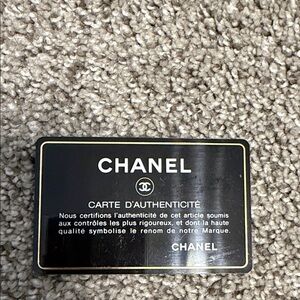 CHANEL
CARTE D'AUTHENTICITÉ
Nous certifions l'authenticité de cet article soumis
aux contrôles les plus rigoureux, et dont la haute
qualité symbolise le renom de notre Marque.
CHANEL